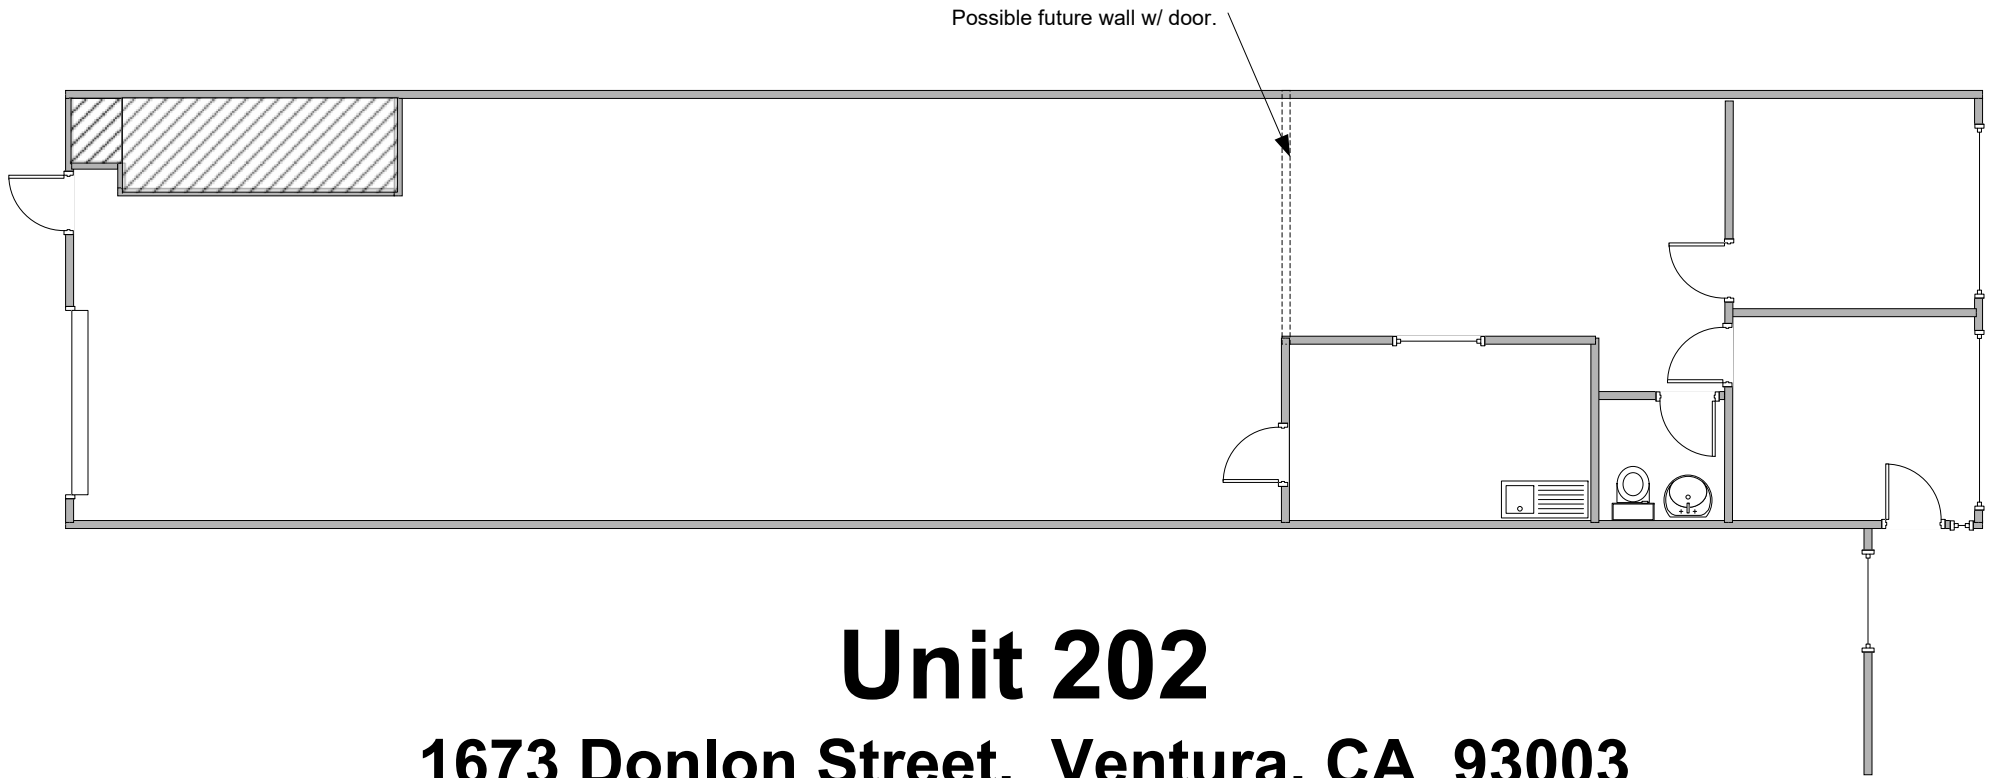 Possible future wall w/ door.
Unit 202
1673 Donlon Street, Ventura, CA 93003